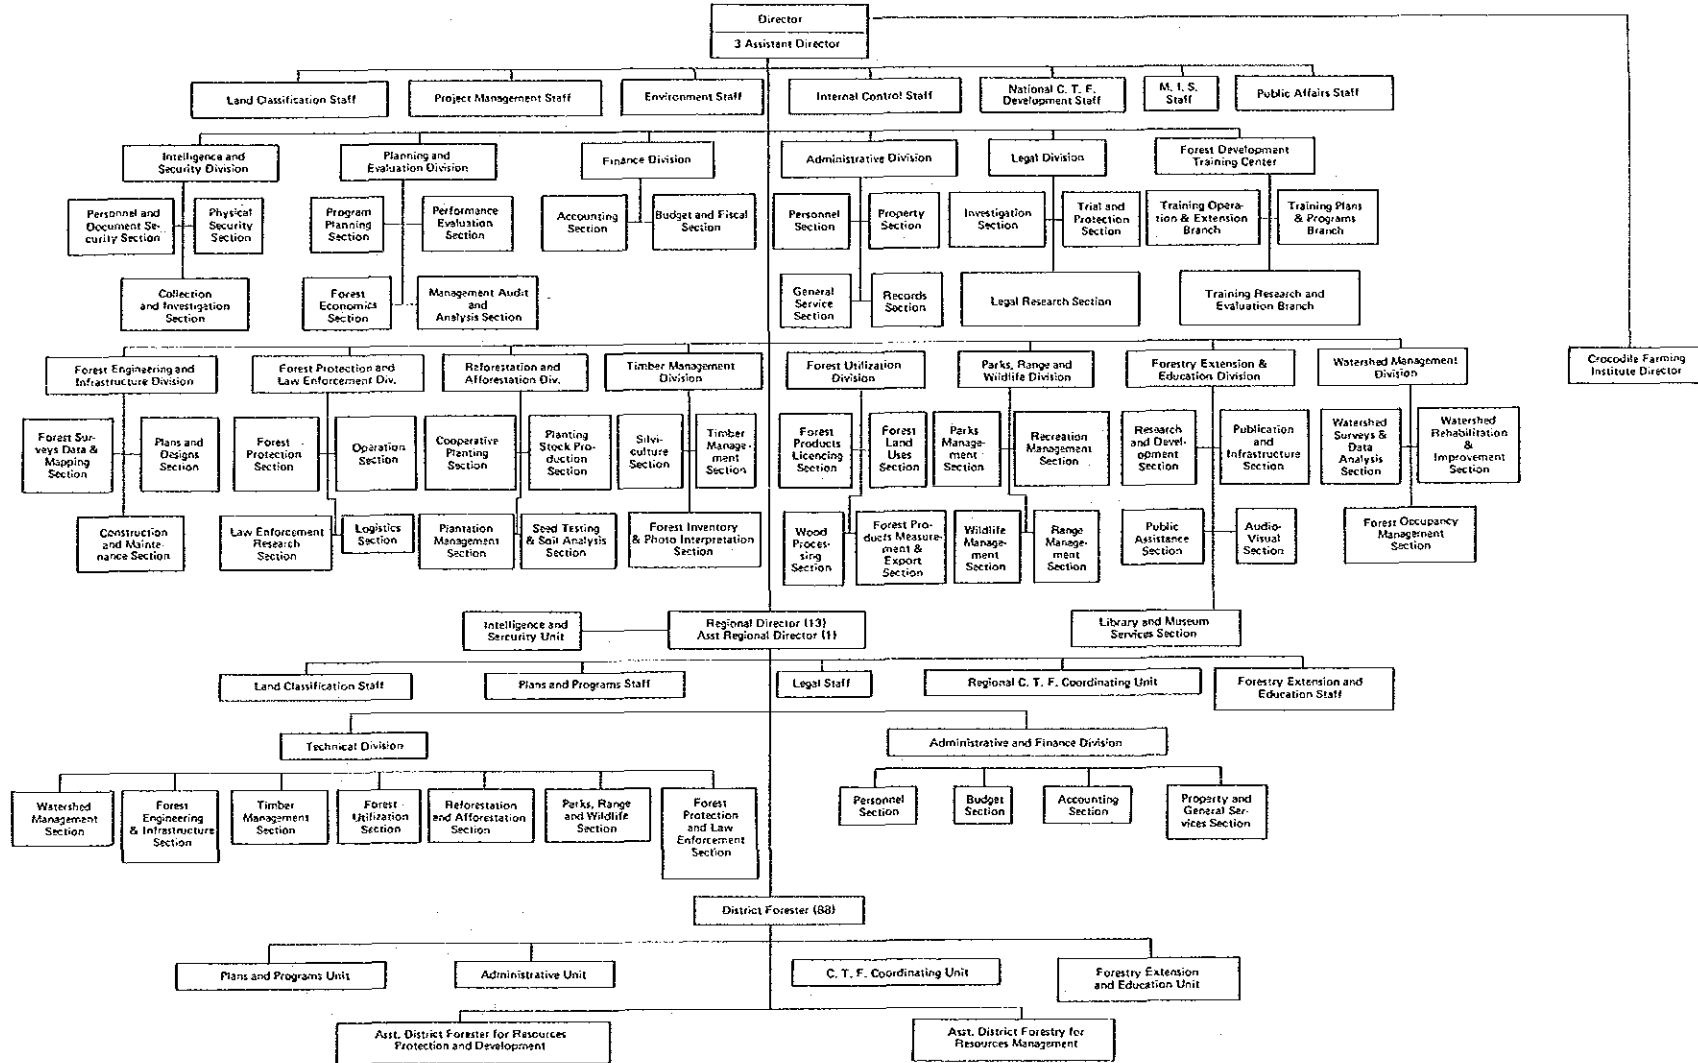 Director
3 Assistant Director
Land Classification Staff
Project Management Staff
Environment Staff
Internal Control Staff
National C. T. F.
Development Staff
M. I. S.
Staff
Public Affairs Staff
Intelligence and
Security Division
Planning and
Evaluation Division
Finance Division
Administrative Division
Legal Division
Forest Development
Training Center
Personnel and
Document Se-
curity Section
Physical
Security
Section
Program
Planning
Section
Performance
Evaluation
Section
Accounting
Section
Budget and Fiscal
Section
Personnel
Section
Property
Section
Investigation
Section
Trial and
Protection
Section
Training Opera-
tion & Extension
Branch
Training Plans
& Programs
Branch
Collection
and Investigation
Section
Forest
Economics
Section
Management Audit
and
Analysis Section
General
Service
Section
Records
Section
Legal Research Section
Training Research and
Evaluation Branch
Forest Engineering and
Infrastructure Division
Forest Protection and
Law Enforcement Div.
Reforestation and
Afforestation Div.
Timber Management
Division
Forest Utilization
Division
Parks, Range and
Wildlife Division
Forestry Extension &
Education Division
Watershed Management
Division
Crocodile Farming
Institute Director
Forest Sur-
veys Data &
Mapping
Section
Plans and
Designs
Section
Forest
Protection
Section
Operation
Section
Cooperative
Planting
Section
Planting
Stock Pro-
duction
Section
Silvi-
culture
Section
Timber
Manage-
ment
Section
Forest
Products
Licencing
Section
Forest
Land
Uses
Section
Parks
Manage-
ment
Section
Recreation
Management
Section
Research
and Devel-
opment
Section
Publication
and
Infrastructure
Section
Watershed
Surveys &
Data
Analysis
Section
Watershed
Rehabilitation
&
Improvement
Section
Construction
and Mainte-
nance Section
Law Enforcement
Research
Section
Logistics
Section
Plantation
Management
Section
Seed Testing
& Soil Analysis
Section
Forest Inventory
& Photo Interpretation
Section
Wood
Proces-
sing
Section
Forest Pro-
ducts Measure-
ment &
Export
Section
Wildlife
Manage-
ment
Section
Range
Manage-
ment
Section
Public
Assistance
Section
Audio-
Visual
Section
Forest Occupancy
Management
Section
Intelligence and
Sercurity Unit
Regional Director (13)
Asst Regional Director (1)
Library and Museum
Services Section
Land Classification Staff
Plans and Programs Staff
Legal Staff
Regional C. T. F. Coordinating Unit
Forestry Extension and
Education Staff
Technical Division
Administrative and Finance Division
Watershed
Management
Section
Forest
Engineering
& Infrastructure
Section
Timber
Management
Section
Forest
Utilization
Section
Reforestation
and Afforestation
Section
Parks, Range
and Wildlife
Section
Forest
Protection
and Law
Enforcement
Section
Personnel
Section
Budget
Section
Accounting
Section
Property and
General Ser-
vices Section
District Forester (88)
Plans and Programs Unit
Administrative Unit
C. T. F. Coordinating Unit
Forestry Extension
and Education Unit
Asst. District Forester for Resources
Protection and Development
Asst. District Forestry for
Resources Management